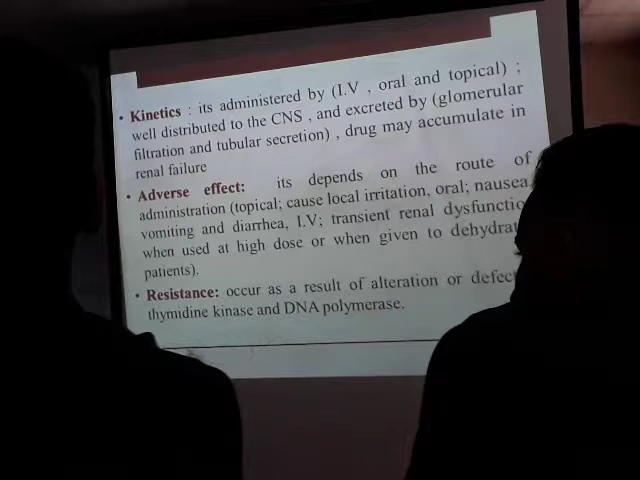 • Kinetics : its administered by (I.V , oral and topical) ;
well distributed to the CNS , and excreted by (glomerular
filtration and tubular secretion) , drug may accumulate in
renal failure
• Adverse effect: its depends on the route of
administration (topical; cause local irritation, oral; nausea,
vomiting and diarrhea, I.V; transient renal dysfunctio
when used at high dose or when given to dehydrat
patients).
• Resistance: occur as a result of alteration or defect
thymidine kinase and DNA polymerase.